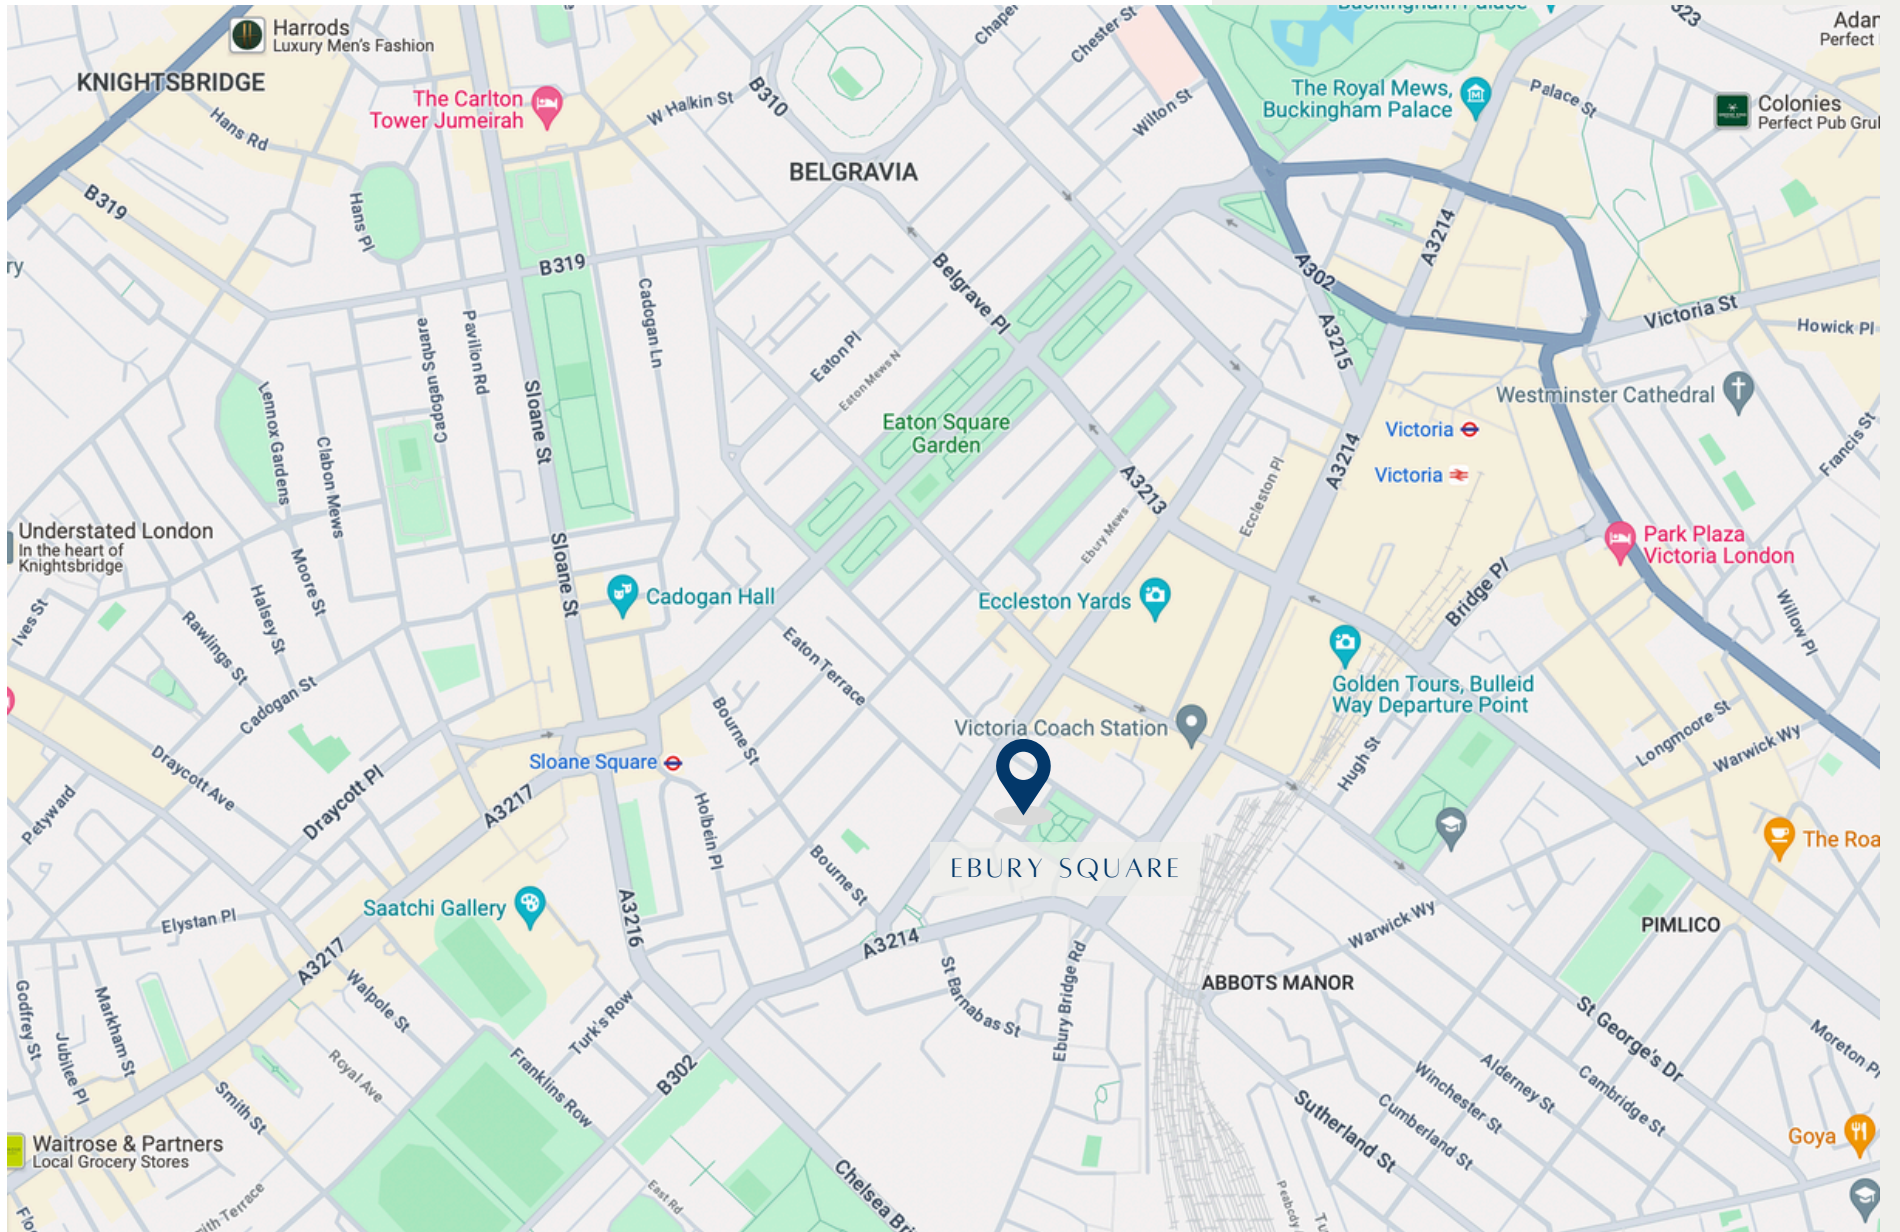 Harrods
Luxury Men's Fashion
KNIGHTSBRIDGE
The Carlton
Tower Jumeirah
Hans Rd
W Halkin St
B310
Chester St
Wilton St
The Royal Mews,
Buckingham Palace
Palace St
Colonies
Perfect
BELGRAVIA
B319
Hans Pl
B319
Belgrave Pl
A302
A3214
A3215
Victoria St
Howick Pl
Cadogan Ln
Pavilion Rd
Cadogan Square
Eaton Pl
Eaton Mews N
Sloane St
Lennox Gardens
Clabon Mews
Eaton Square
Garden
Westminster Cathedral
Victoria
Victoria
A3214
Francis St
A3213
Eccleston Pl
Ebury Mews
Understated London
In the heart of
Knightsbridge
Moore St
Sloane St
Park Plaza
Victoria London
Bridge Pl
Cadogan Hall
Eccleston Yards
Ives St
Halsey St
Rawlings St
Willow Pl
Eaton Terrace
Golden Tours, Bulleid
Way Departure Point
Cadogan St
Bourne St
Victoria Coach Station
Longmoore St
Warwick Wy
Sloane Square
Hugh St
Draycott Ave
Draycott Pl
Petyward
A3217
Holbein Pl
Bourne St
EBURY SQUARE
The Roa
Saatchi Gallery
Elystan Pl
A3216
A3214
Warwick Wy
PIMLICO
A3217
Walpole St
ABBOTS MANOR
St Barnabas St
Ebury Bridge Rd
St George's Dr
Godfrey St
Markham St
Jubilee Pl
Turk's Row
Royal Ave
Franklins Row
B302
Smith St
Winchester St
Alderney St
Cambridge St
Cumberland St
Sutherland St
Waitrose & Partners
Local Grocery Stores
Goya
East Rd